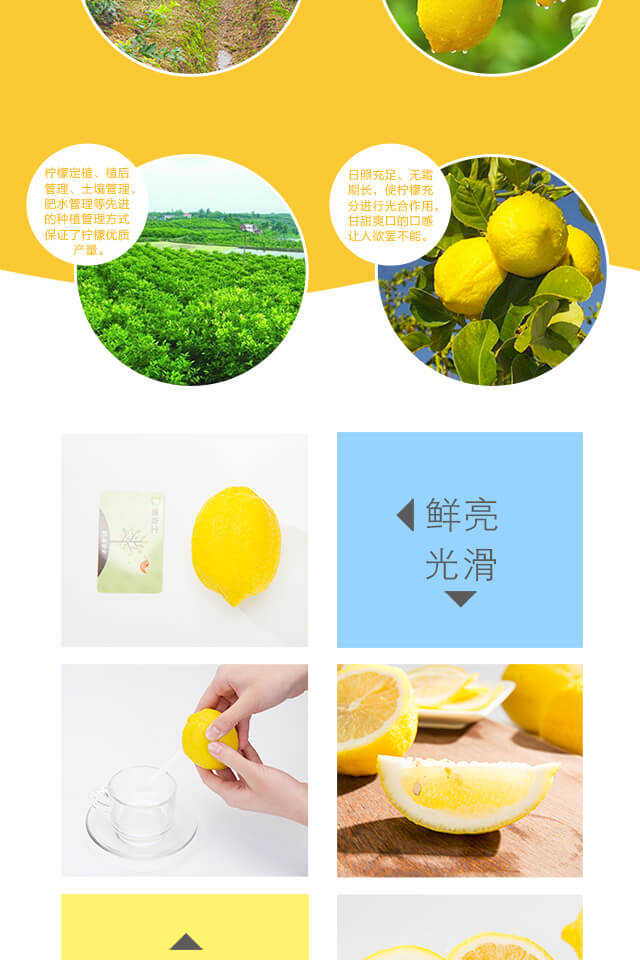 柠檬定植、植后
管理、土壤管理、
肥水管理等先进
的种植管理方式
保证了柠檬优质
产量。
日照充足、无霜
期长，使柠檬充
分进行光合作用，
甘甜爽口的口感
让人欲罢不能。
鲜亮
光滑